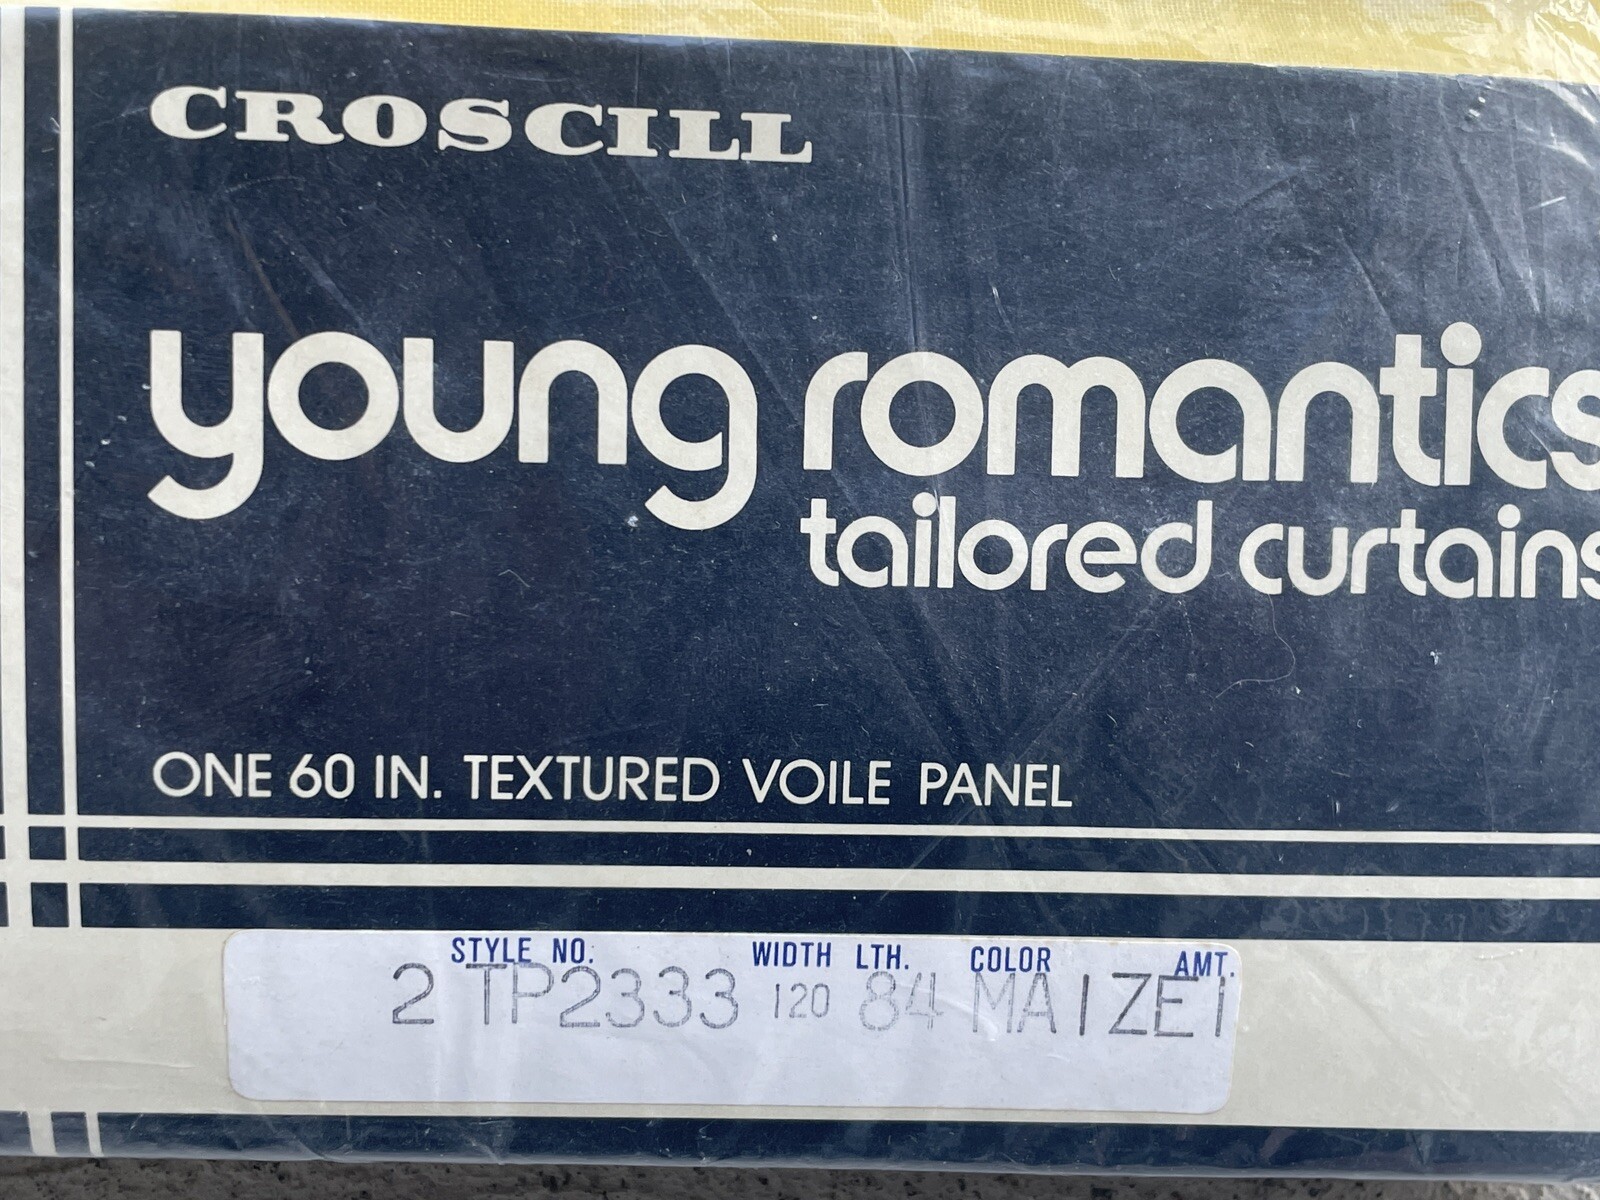 CROSCILL
young romantics
tailored curtains
ONE 60 IN. TEXTURED VOILE PANEL
STYLE NO. WIDTH LTH. COLOR AMT.
2 TP2333 120 84 MAIZE 1